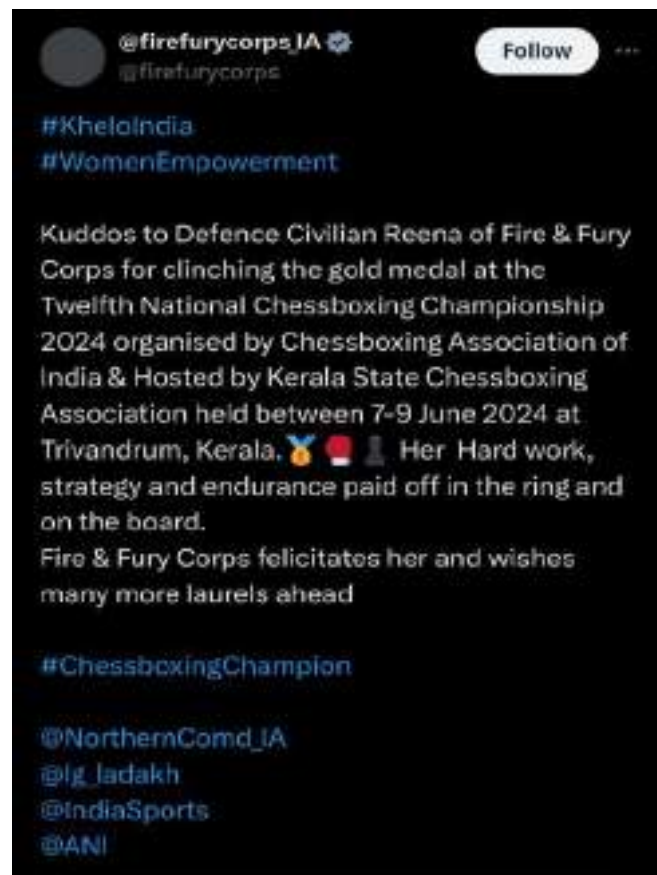 @firefurycorps_IA
Follow
@firefurycorps
#KheloIndia
#WomenEmpowerment
Kuddos to Defence Civilian Reena of Fire & Fury
Corps for clinching the gold medal at the
Twelfth National Chessboxing Championship
2024 organised by Chessboxing Association of
India & Hosted by Kerala State Chessboxing
Association held between 7-9 June 2024 at
Trivandrum, Kerala.🥇🥊♟️ Her Hard work,
strategy and endurance paid off in the ring and
on the board.
Fire & Fury Corps felicitates her and wishes
many more laurels ahead
#ChessboxingChampion
@NorthernComd_IA
@lg_ladakh
@IndiaSports
@ANI